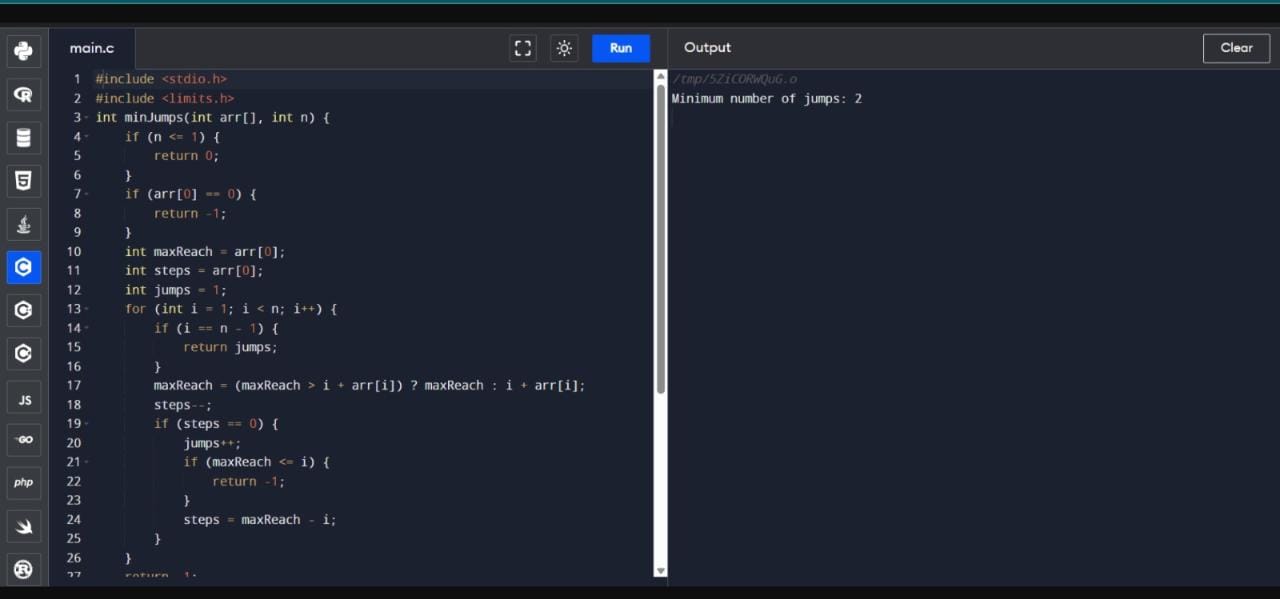 main.c
Run
Output
Clear
1 #include <stdio.h>
2 #include <limits.h>
3 int minJumps(int arr[], int n) {
4     if (n <= 1) {
5         return 0;
6     }
7     if (arr[0] == 0) {
8         return -1;
9     }
10     int maxReach = arr[0];
11     int steps = arr[0];
12     int jumps = 1;
13     for (int i = 1; i < n; i++) {
14         if (i == n - 1) {
15             return jumps;
16         }
17         maxReach = (maxReach > i + arr[i]) ? maxReach : i + arr[i];
18         steps--;
19         if (steps == 0) {
20             jumps++;
21             if (maxReach <= i) {
22                 return -1;
23             }
24             steps = maxReach - i;
25         }
26     }
27     return -1;
/tmp/5ZiCORWQuG.o
Minimum number of jumps: 2
JS
GO
php